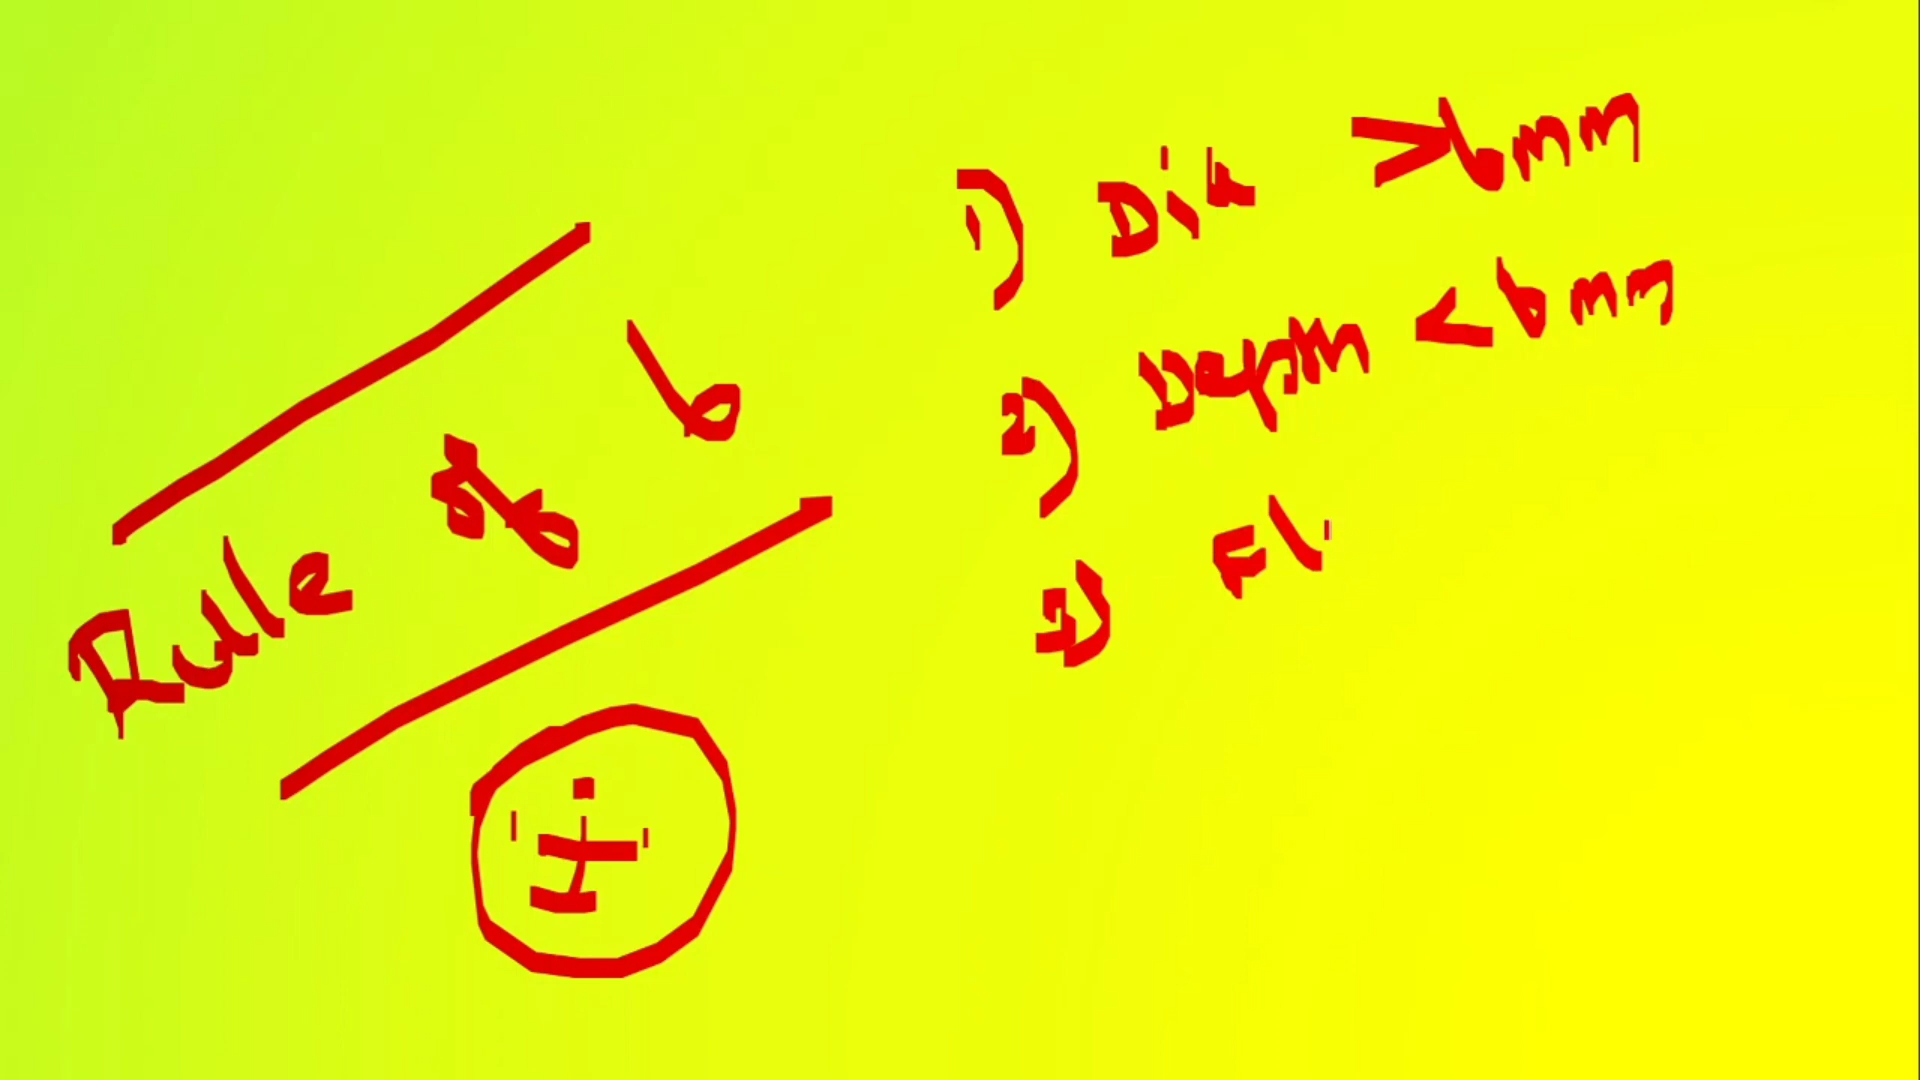 Rule of 6
1) Dia >6mm
2) Depth <6mm
3) Fl